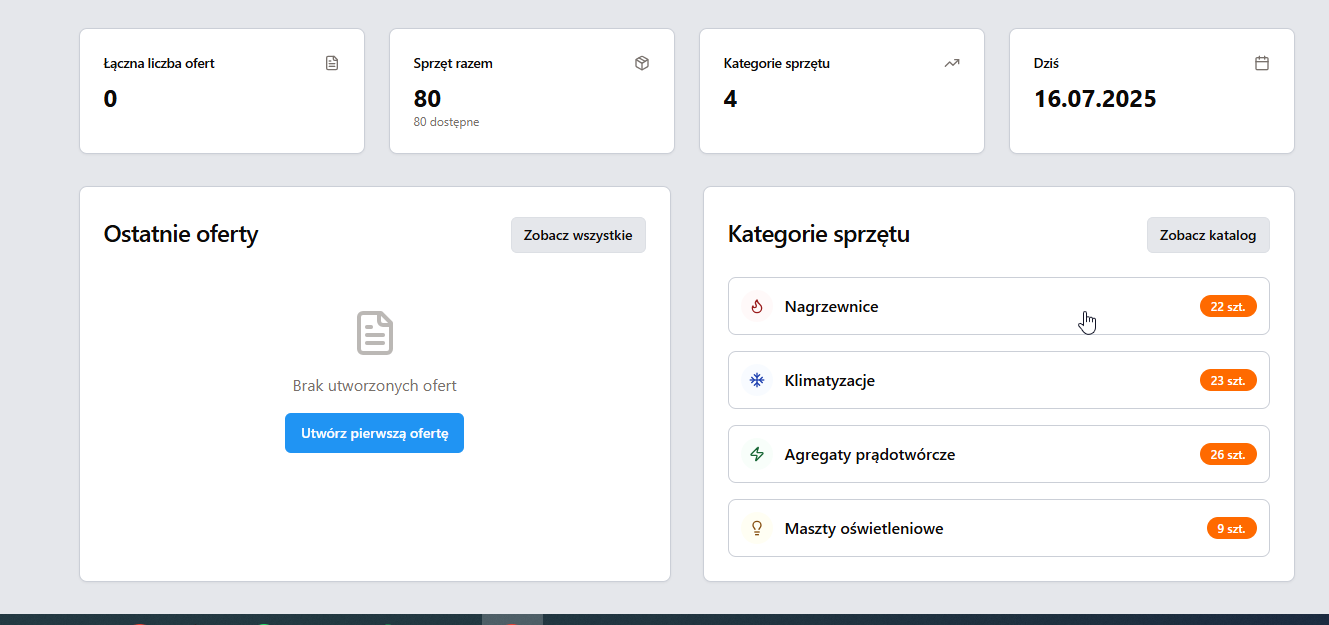 Łączna liczba ofert
0
Sprzęt razem
80
80 dostępne
Kategorie sprzętu
4
Dziś
16.07.2025
Ostatnie oferty
Zobacz wszystkie
Brak utworzonych ofert
Utwórz pierwszą ofertę
Kategorie sprzętu
Zobacz katalog
Nagrzewnice
22 szt.
Klimatyzacje
23 szt.
Agregaty prądotwórcze
26 szt.
Maszty oświetleniowe
9 szt.